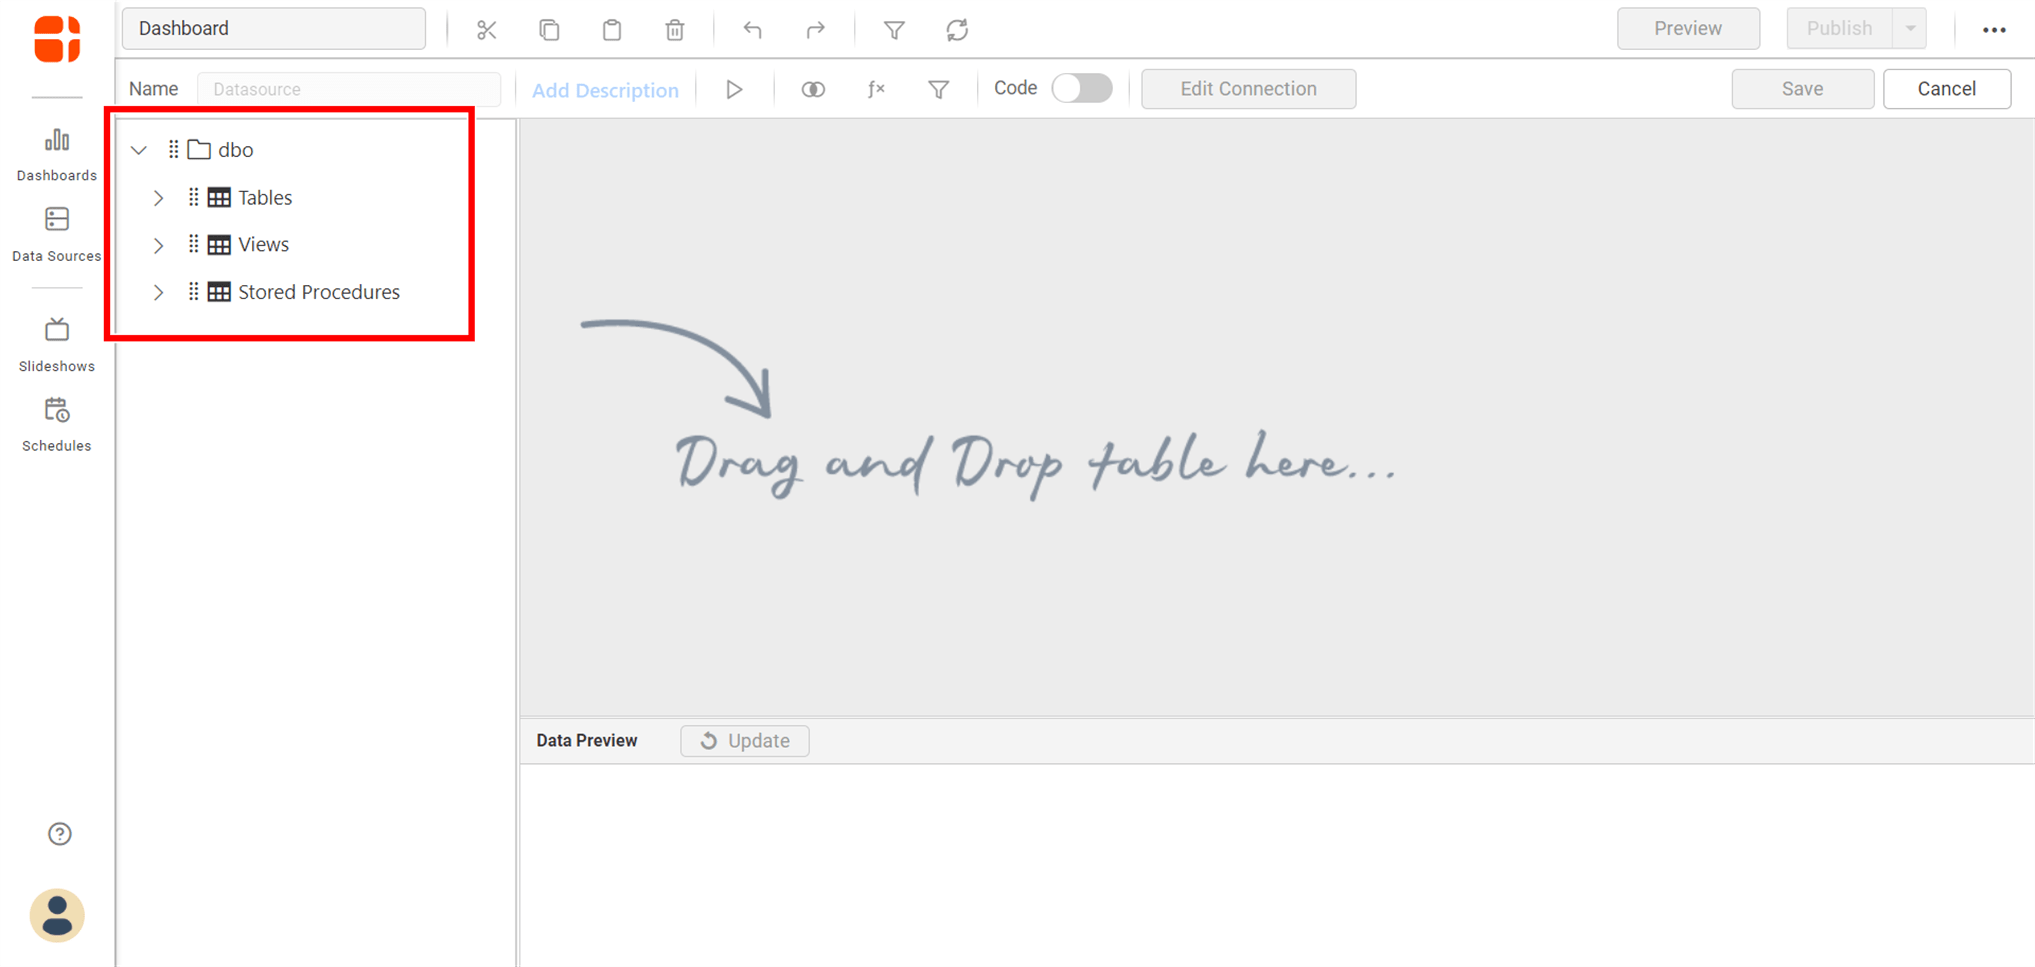 Dashboard
Preview
Publish
Name
Datasource
Add Description
Code
Edit Connection
Save
Cancel
Dashboards
Data Sources
Slideshows
Schedules
dbo
Tables
Views
Stored Procedures
Drag and Drop table here...
Data Preview
Update